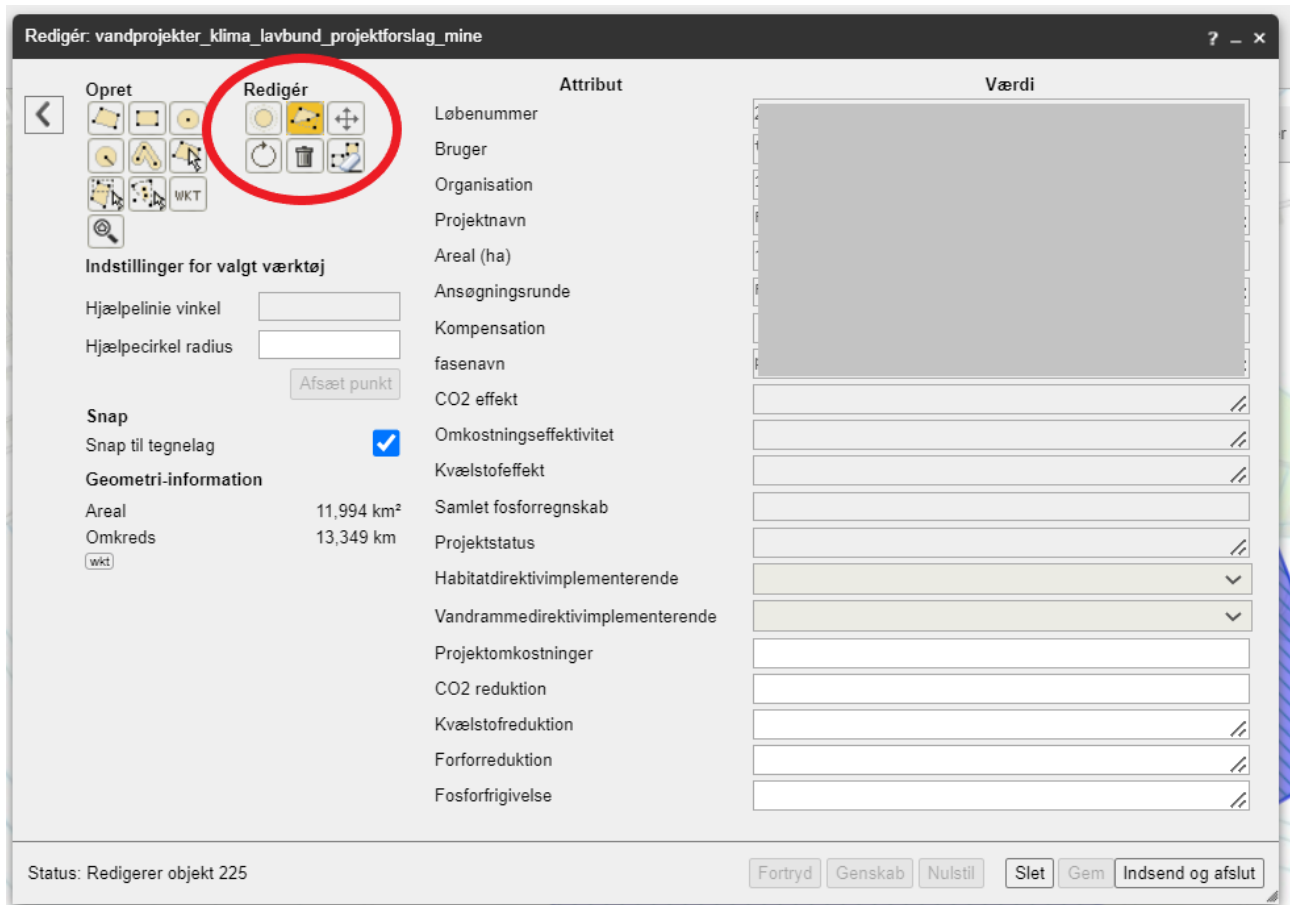 Redigér: vandprojekter_klima_lavbund_projektforslag_mine
?
Opret
Redigér
WKT
Indstillinger for valgt værktøj
Hjælpelinie vinkel
Hjælpecirkel radius
Afsæt punkt
Snap
Snap til tegnelag
Geometri-information
Areal 11,994 km²
Omkreds 13,349 km
wkt
Attribut Værdi
Løbenummer
Bruger
Organisation
Projektnavn
Areal (ha)
Ansøgningsrunde
Kompensation
fasenavn
CO2 effekt
Omkostningseffektivitet
Kvælstofeffekt
Samlet fosforregnskab
Projektstatus
Habitatdirektivimplementerende
Vandrammedirektivimplementerende
Projektomkostninger
CO2 reduktion
Kvælstofreduktion
Forforreduktion
Fosforfrigivelse
Status: Redigerer objekt 225
Fortryd Genskab Nulstil Slet Gem Indsend og afslut